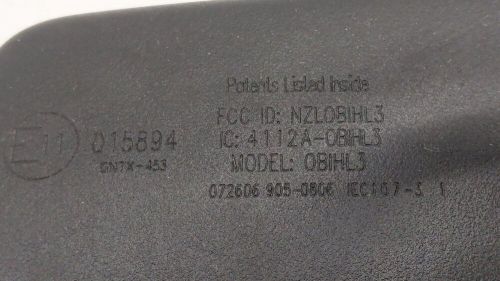 Patents Listed Inside
FCC ID: NZLOBIHL3
E11 015894 IC: 4112A-OBIHL3
GNTX-453 MODEL: OBIHL3
072606 905-0806 IEC107-3 1